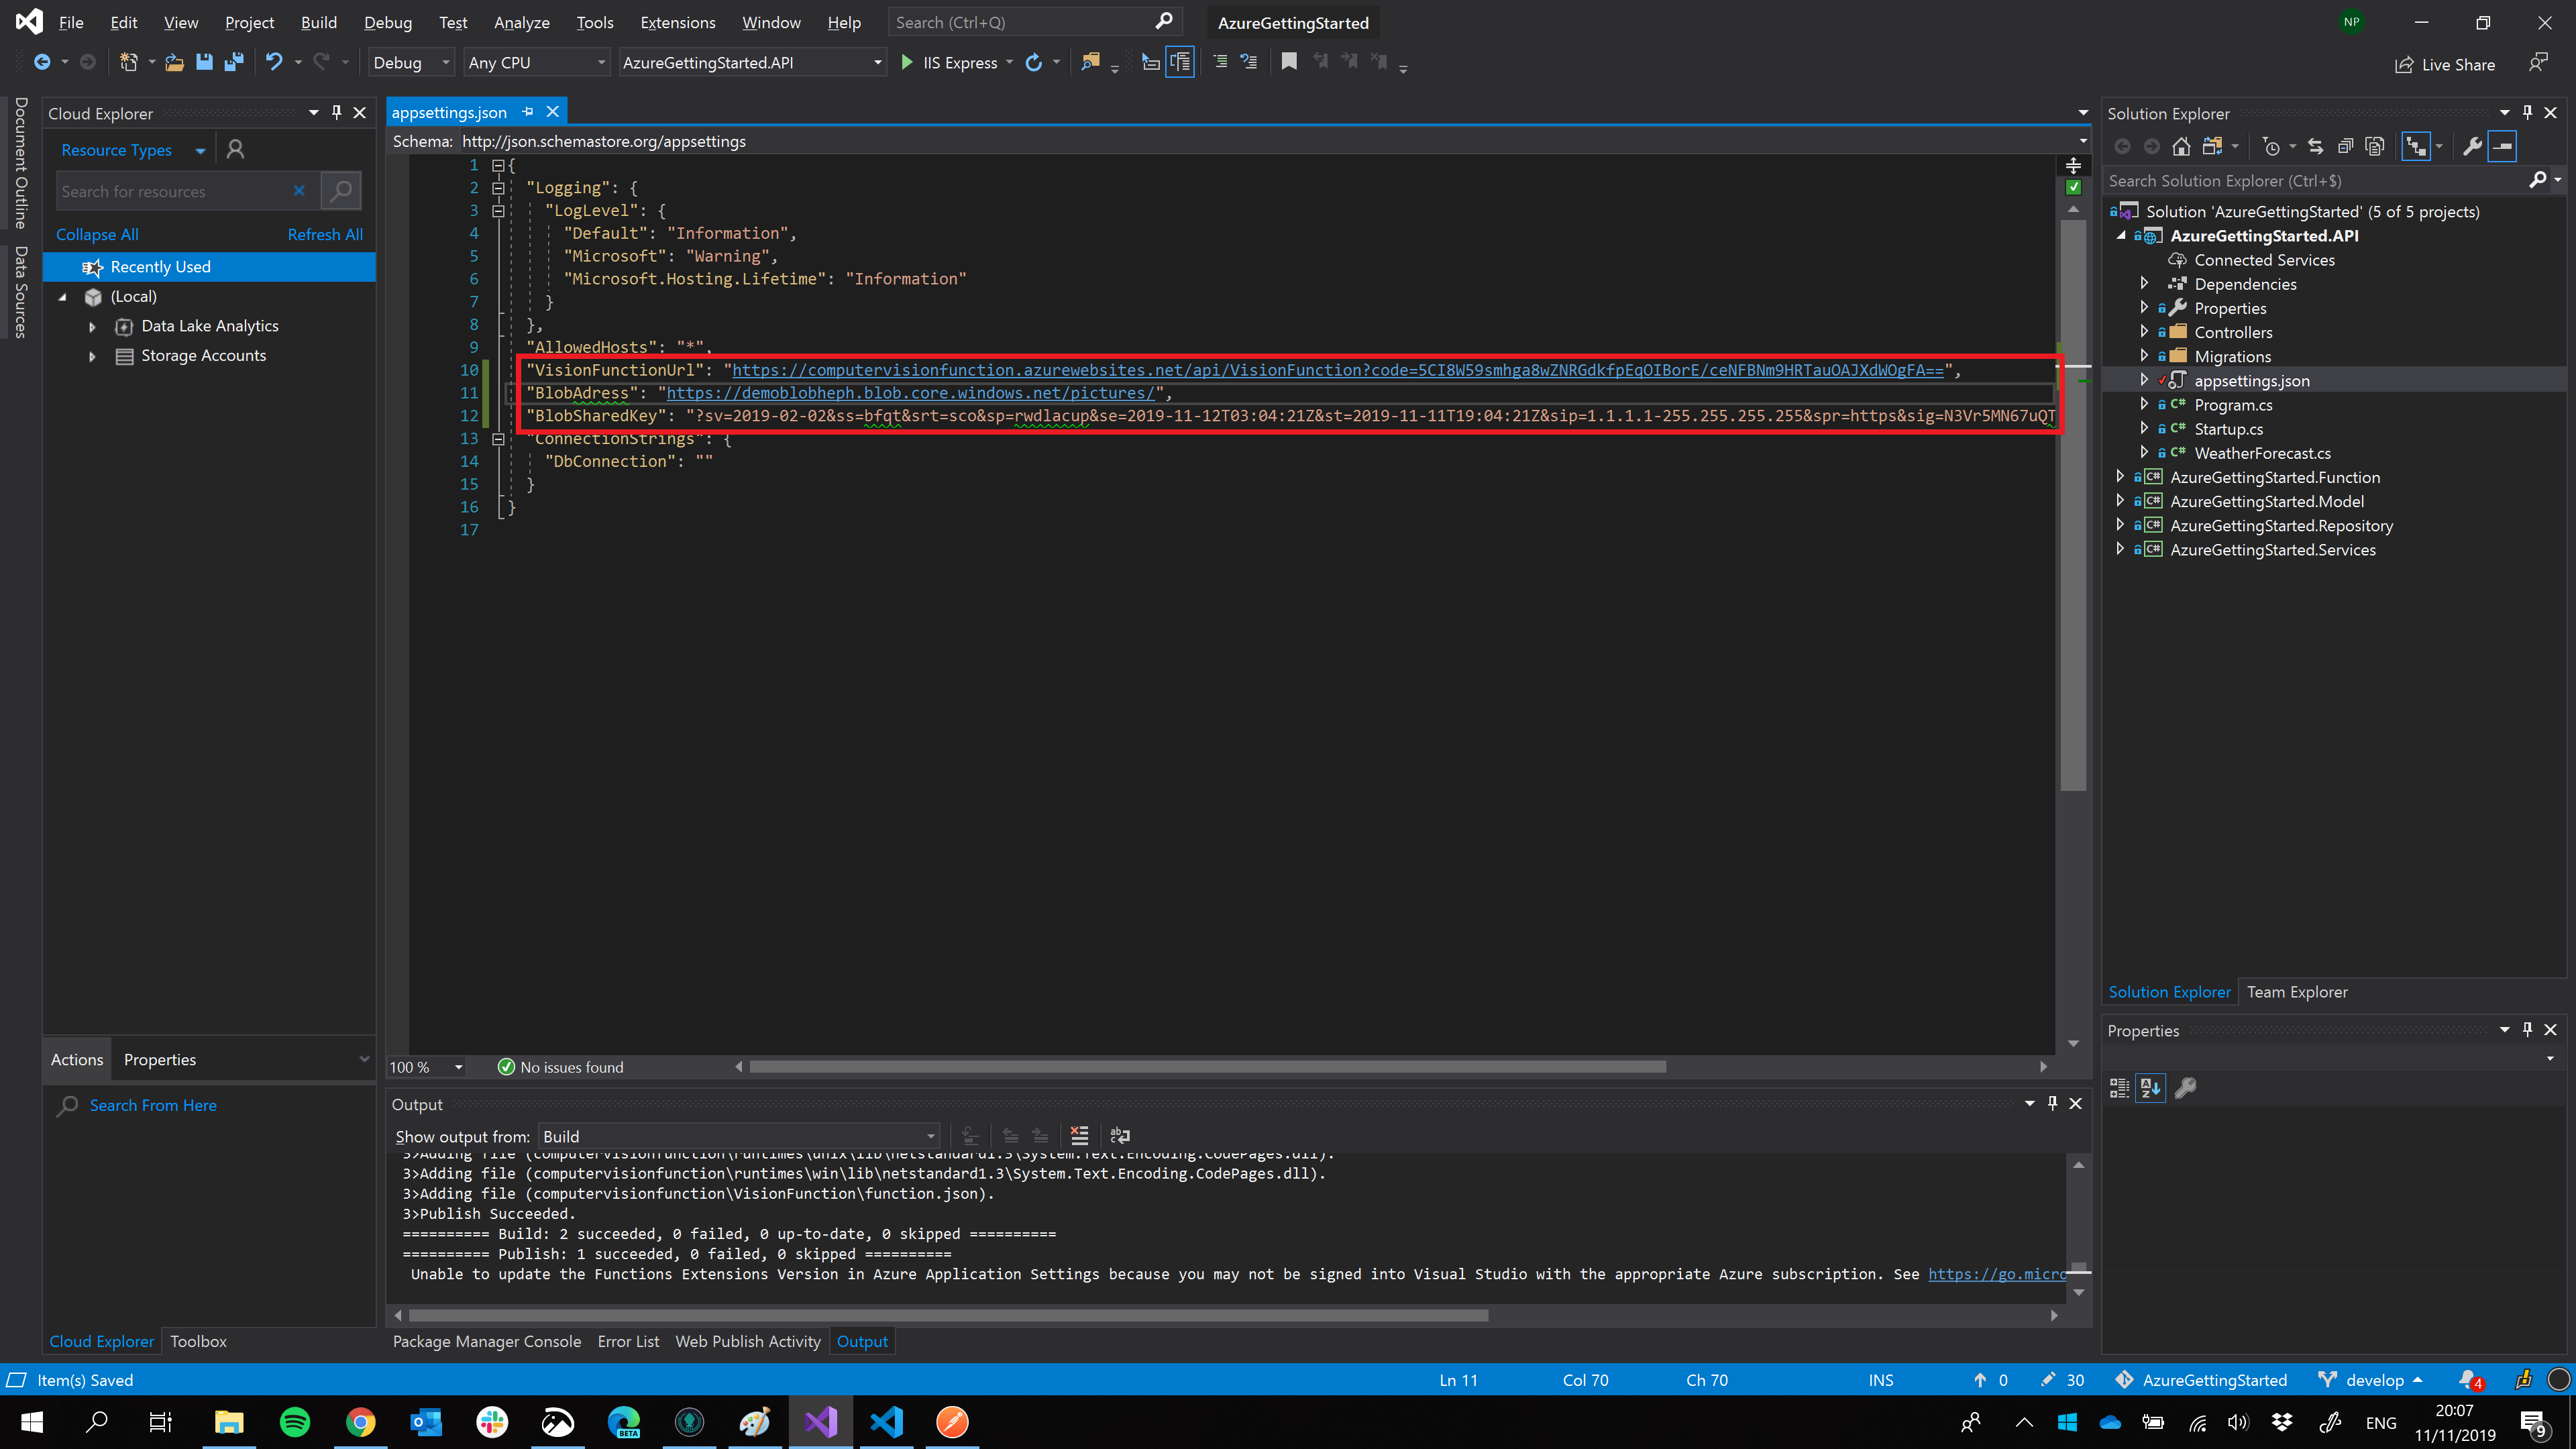 File Edit View Project Build Debug Test Analyze Tools Extensions Window Help Search (Ctrl+Q) AzureGettingStarted NP
Debug Any CPU AzureGettingStarted.API IIS Express Live Share
Document Outline
Data Sources
Cloud Explorer
Resource Types
Search for resources
Collapse All Refresh All
Recently Used
(Local)
Data Lake Analytics
Storage Accounts
Actions Properties
Search From Here
Cloud Explorer Toolbox
appsettings.json
Schema: http://json.schemastore.org/appsettings
1 {
2 "Logging": {
3 "LogLevel": {
4 "Default": "Information",
5 "Microsoft": "Warning",
6 "Microsoft.Hosting.Lifetime": "Information"
7 }
8 },
9 "AllowedHosts": "*",
10 "VisionFunctionUrl": "https://computervisionfunction.azurewebsites.net/api/VisionFunction?code=5CI8W59smhga8wZNRGdkfpEqOIBorE/ceNFBNm9HRTauOAJXdWOgFA==",
11 "BlobAdress": "https://demoblobheph.blob.core.windows.net/pictures/",
12 "BlobSharedKey": "?sv=2019-02-02&ss=bfqt&srt=sco&sp=rwdlacup&se=2019-11-12T03:04:21Z&st=2019-11-11T19:04:21Z&sip=1.1.1.1-255.255.255.255&spr=https&sig=N3Vr5MN67uQT
13 "ConnectionStrings": {
14 "DbConnection": ""
15 }
16 }
17
100 % No issues found
Output
Show output from: Build
3>Adding file (computervisionfunction\runtimes\unix\lib\netstandard1.3\System.Text.Encoding.CodePages.dll).
3>Adding file (computervisionfunction\runtimes\win\lib\netstandard1.3\System.Text.Encoding.CodePages.dll).
3>Adding file (computervisionfunction\VisionFunction\function.json).
3>Publish Succeeded.
========== Build: 2 succeeded, 0 failed, 0 up-to-date, 0 skipped ==========
========== Publish: 1 succeeded, 0 failed, 0 skipped ==========
Unable to update the Functions Extensions Version in Azure Application Settings because you may not be signed into Visual Studio with the appropriate Azure subscription. See https://go.micro
Package Manager Console Error List Web Publish Activity Output
Solution Explorer
Search Solution Explorer (Ctrl+$)
Solution 'AzureGettingStarted' (5 of 5 projects)
AzureGettingStarted.API
Connected Services
Dependencies
Properties
Controllers
Migrations
appsettings.json
C# Program.cs
C# Startup.cs
C# WeatherForecast.cs
C# AzureGettingStarted.Function
C# AzureGettingStarted.Model
C# AzureGettingStarted.Repository
C# AzureGettingStarted.Services
Solution Explorer Team Explorer
Properties
Item(s) Saved Ln 11 Col 70 Ch 70 INS 0 30 AzureGettingStarted develop 4
BETA ENG 20:07
11/11/2019 9